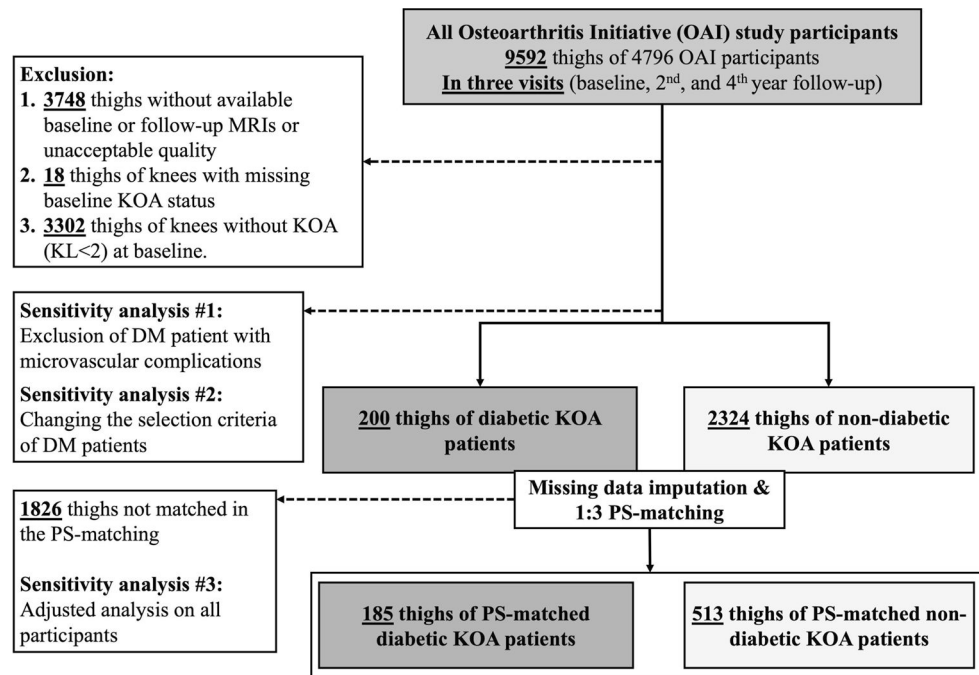 All Osteoarthritis Initiative (OAI) study participants
9592 thighs of 4796 OAI participants
In three visits (baseline, 2nd, and 4th year follow-up)
Exclusion:
1. 3748 thighs without available
baseline or follow-up MRIs or
unacceptable quality
2. 18 thighs of knees with missing
baseline KOA status
3. 3302 thighs of knees without KOA
(KL<2) at baseline.
Sensitivity analysis #1:
Exclusion of DM patient with
microvascular complications
Sensitivity analysis #2:
Changing the selection criteria
of DM patients
200 thighs of diabetic KOA
patients
2324 thighs of non-diabetic
KOA patients
Missing data imputation &
1:3 PS-matching
1826 thighs not matched in
the PS-matching
Sensitivity analysis #3:
Adjusted analysis on all
participants
185 thighs of PS-matched
diabetic KOA patients
513 thighs of PS-matched non-
diabetic KOA patients